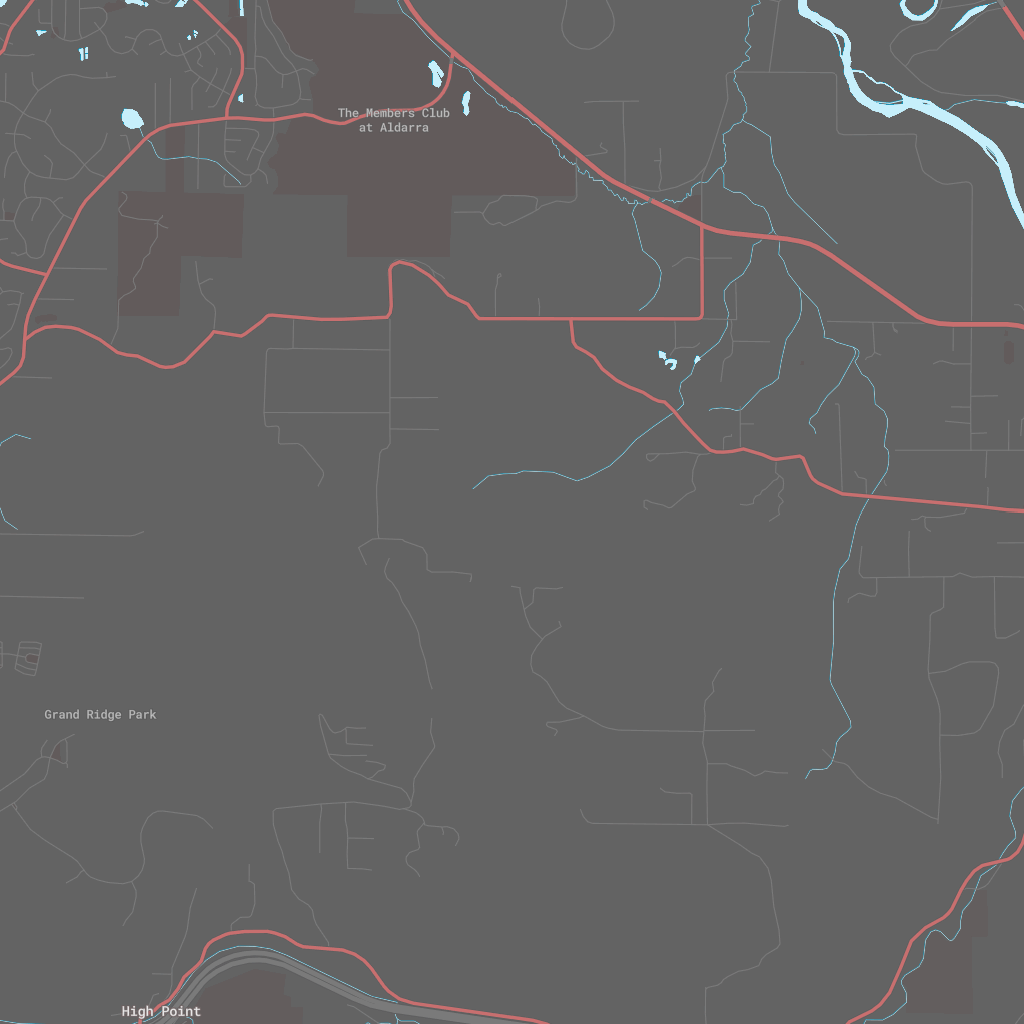 The Members Club
at Aldarra
Grand Ridge Park
High Point